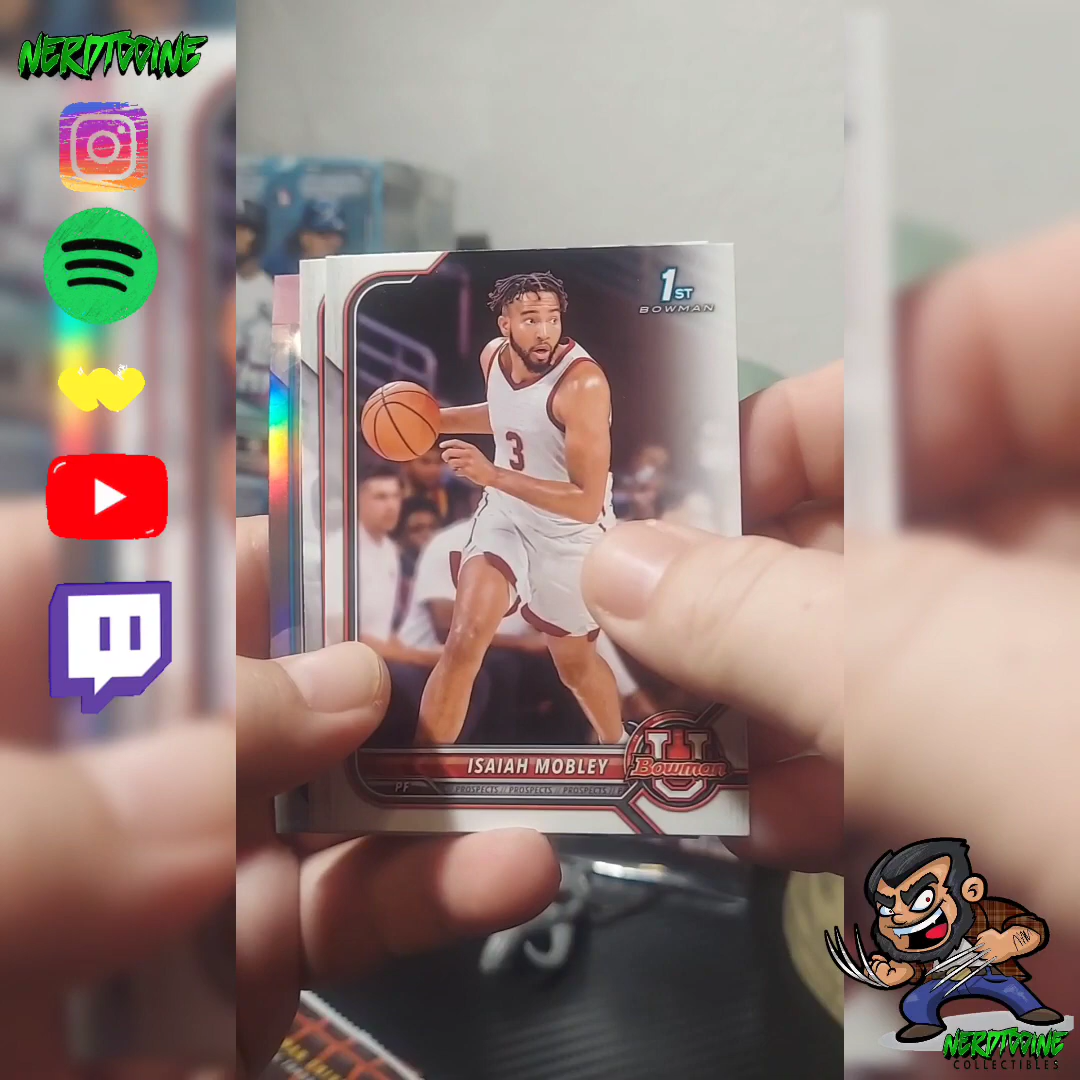 NERDTOOINE
1ST
BOWMAN
3
ISAIAH MOBLEY
U
Bowman
PF
PROSPECTS // PROSPECTS PROSPECTS //
NERDTOOINE
COLLECTIBLES